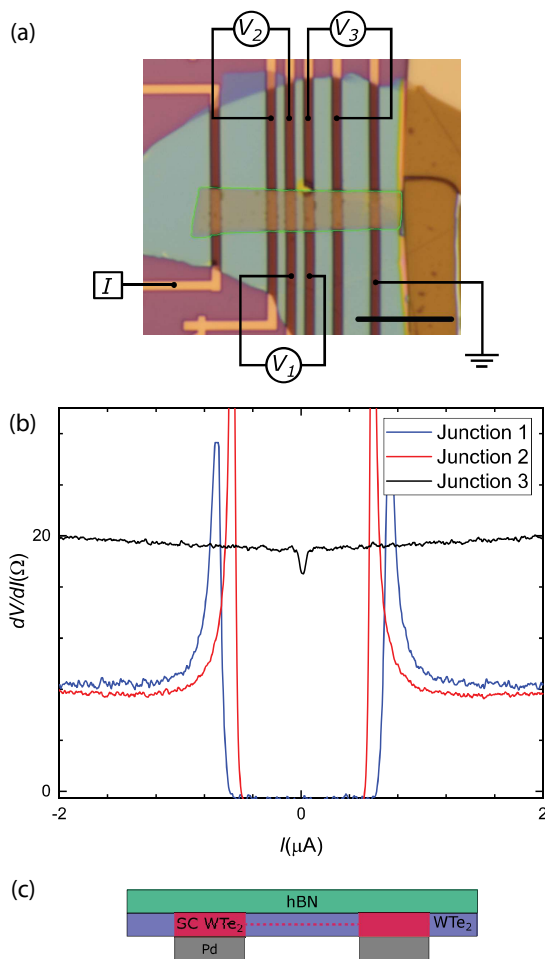 (a)
V2
V3
I
V1
(b)
Junction 1
Junction 2
Junction 3
20
0
dV/dI(Ω)
-2
0
2
I(μA)
(c)
hBN
SC WTe2
WTe2
Pd